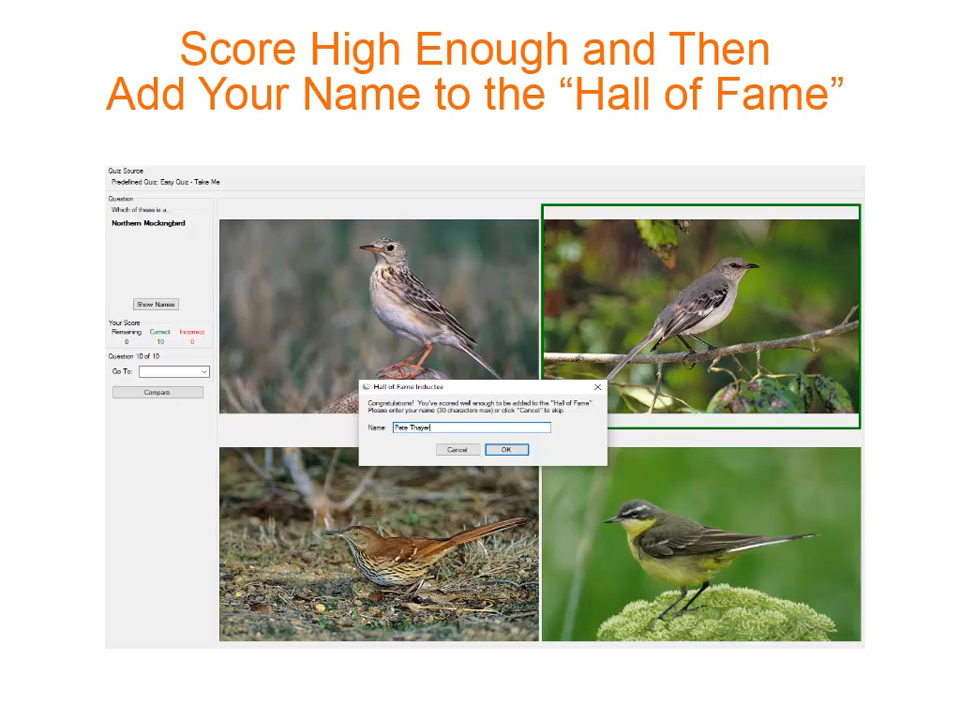 Score High Enough and Then
Add Your Name to the “Hall of Fame”
Quiz Source
Predefined Quiz: Easy Quiz - Take Me
Question
Which of these is a...
Northern Mockingbird
Show Names
Your Score
Remaining Correct Incorrect
0 10 0
Question 10 of 10
Go To:
Compare
Hall of Fame Inductee
Congratulations! You've scored well enough to be added to the "Hall of Fame".
Please enter your name (30 characters max) or click "Cancel" to skip.
Name: Pete Thayer
Cancel OK